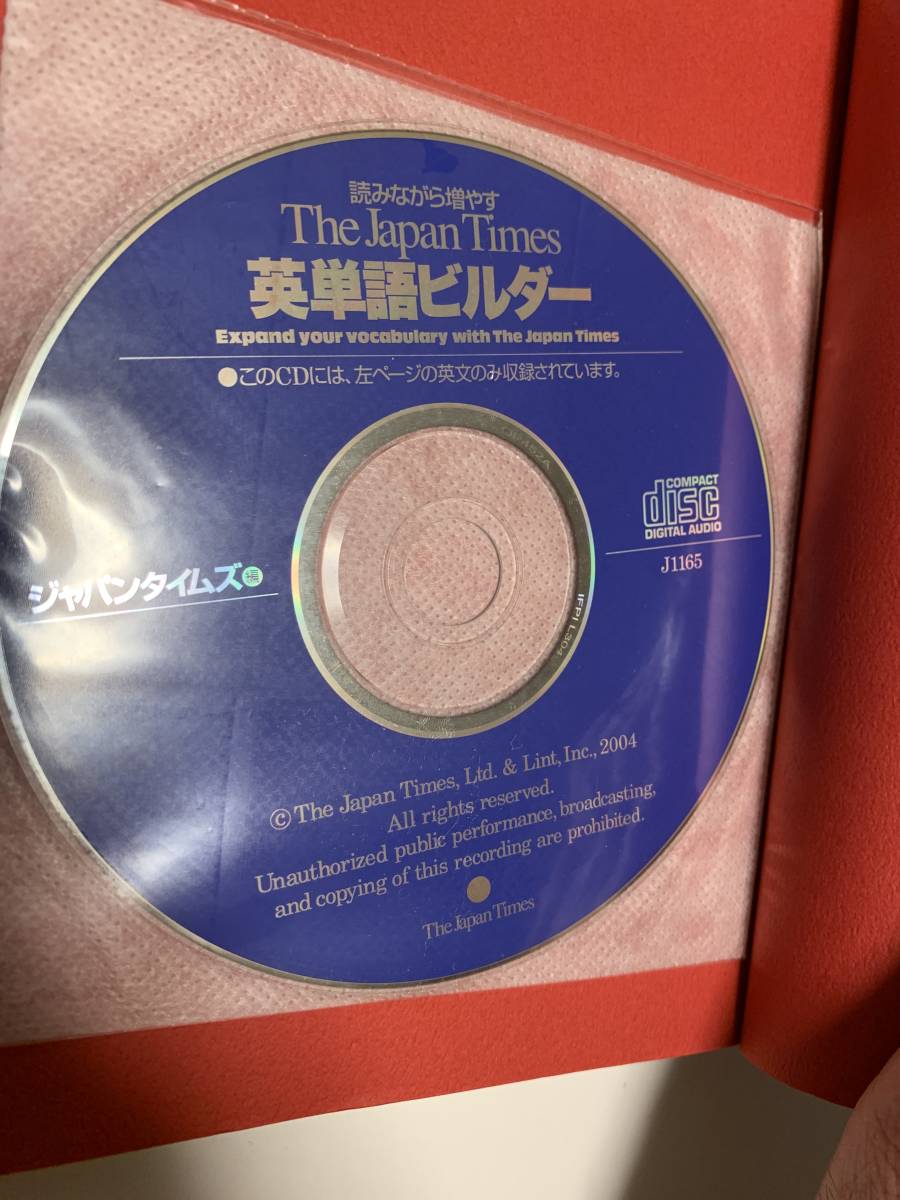 読みながら増やす
The Japan Times
英単語ビルダー
Expand your vocabulary with The Japan Times
●このCDには、左ページの英文のみ収録されています。
COMPACT
disc
DIGITAL AUDIO
J1165
ジャパンタイムズ
IFPI L304
©The Japan Times, Ltd. & Lint, Inc., 2004
All rights reserved.
Unauthorized public performance, broadcasting,
and copying of this recording are prohibited.
The Japan Times